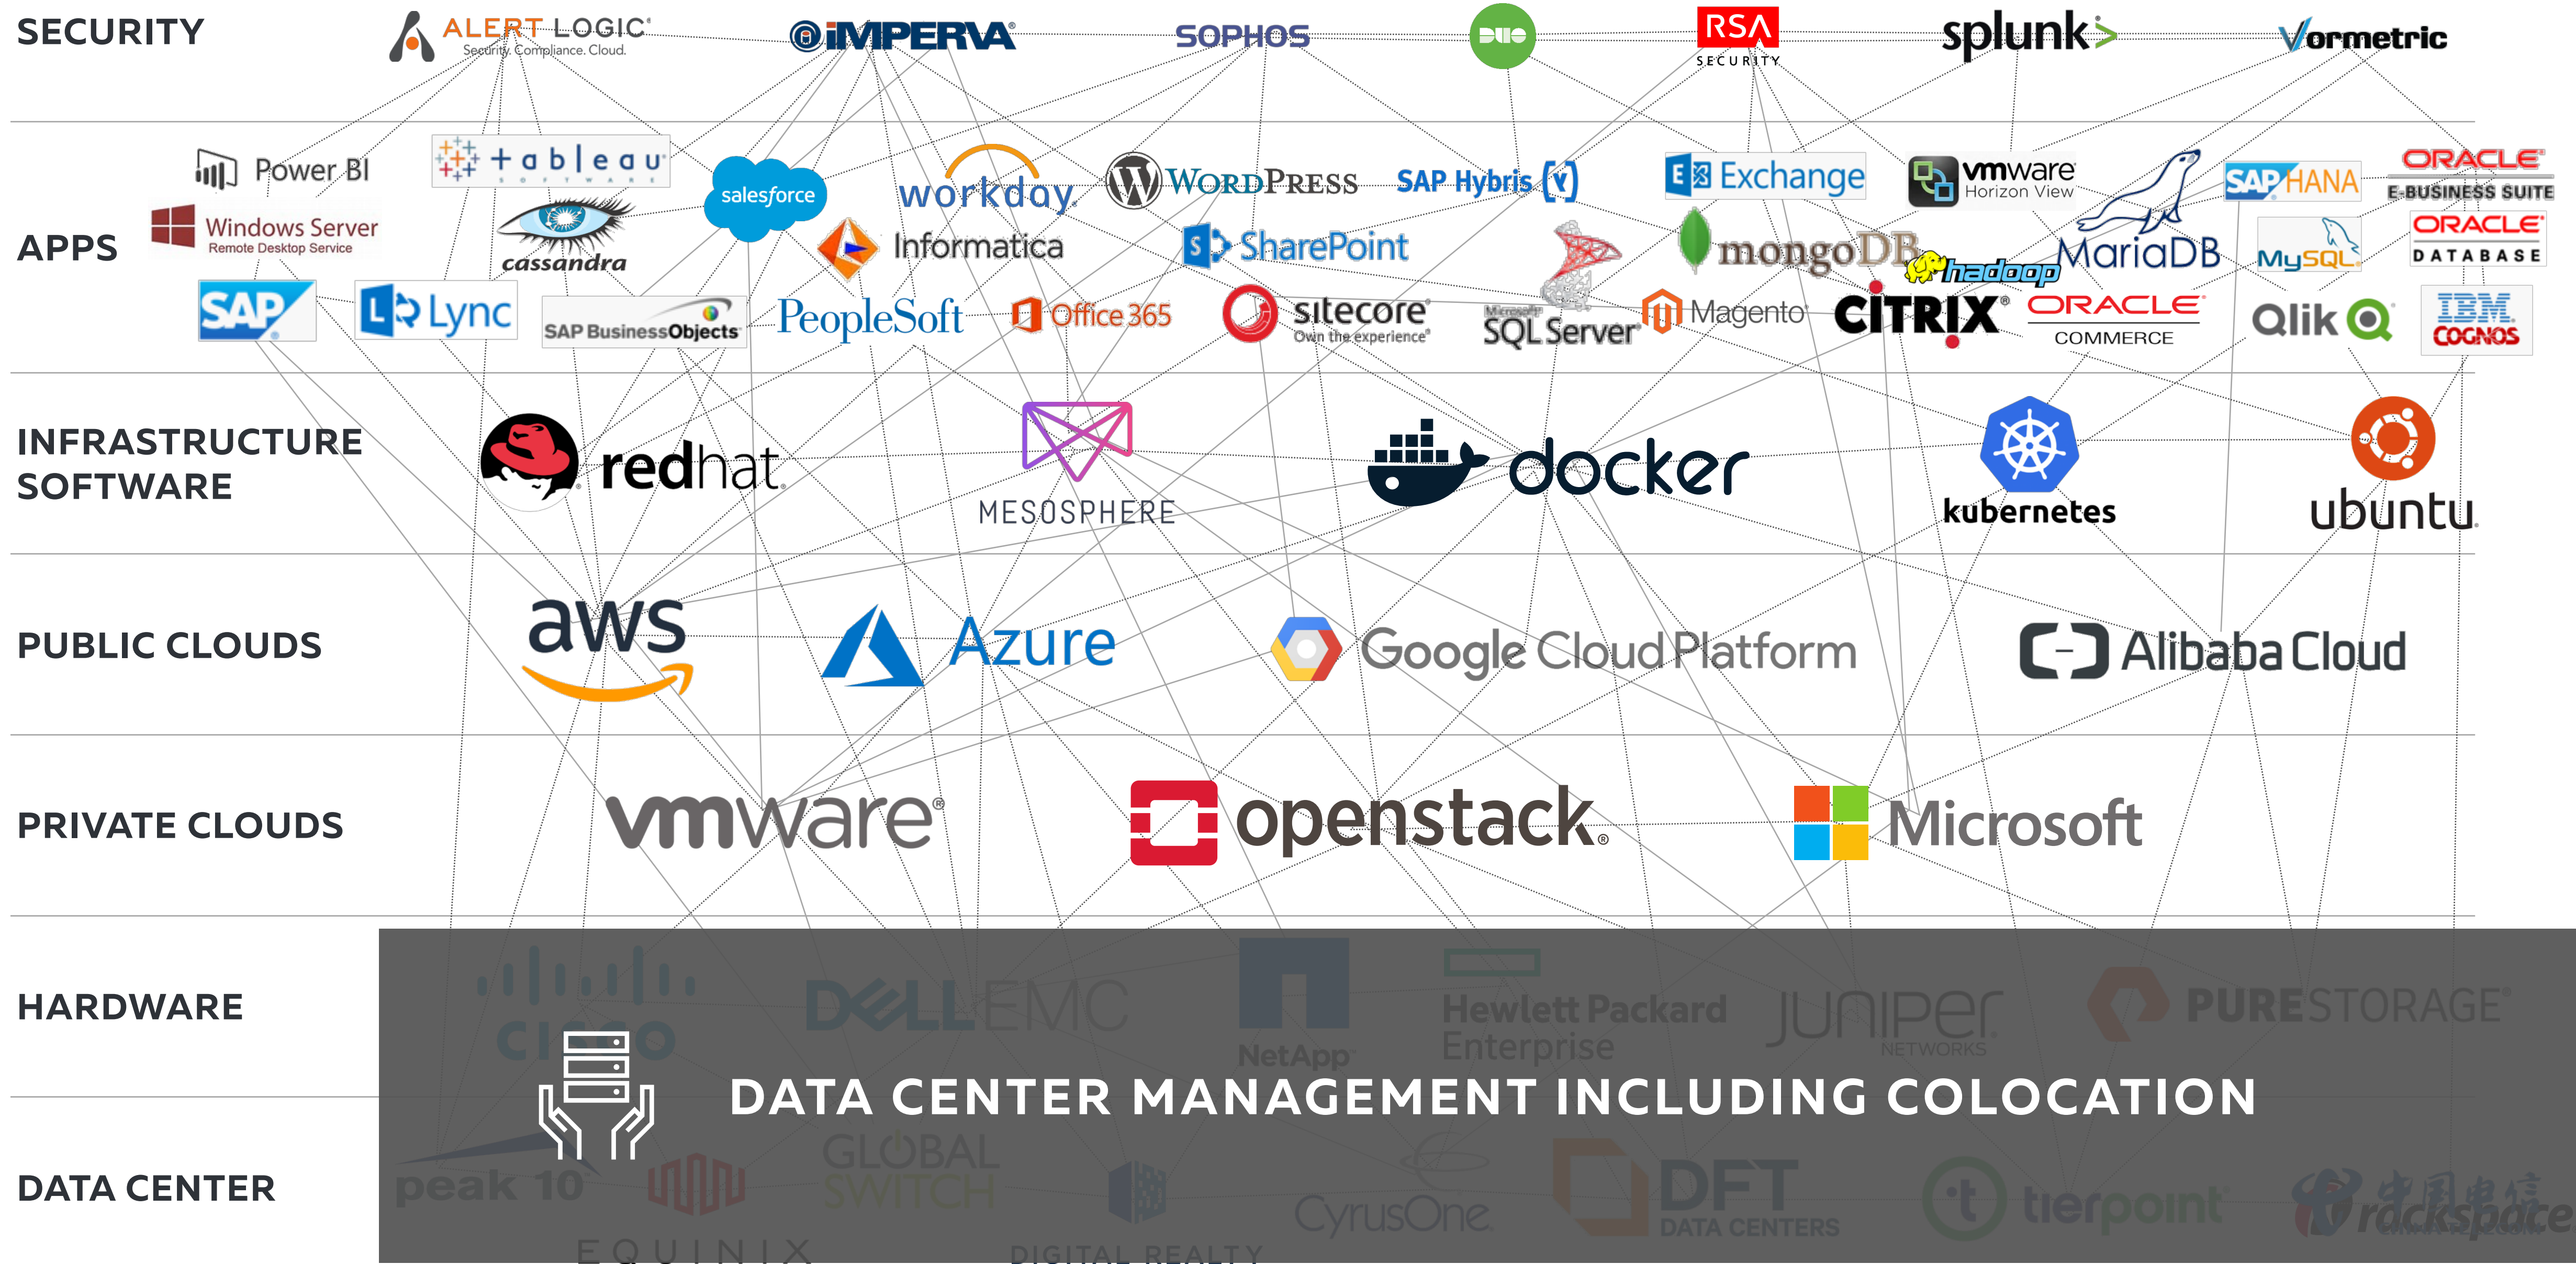 SECURITY
ALERT LOGIC®
Security. Compliance. Cloud.
iMPERVA®
SOPHOS
DUO
RSA
SECURITY
splunk>
Vormetric
APPS
Power BI
+ a b l e a u
S O F T W A R E
salesforce
workday.
WORDPRESS
SAP Hybris (Y)
E Exchange
vmware®
Horizon View
SAP HANA
ORACLE®
E-BUSINESS SUITE
Windows Server
Remote Desktop Service
cassandra
Informatica
S SharePoint
mongoDB
hadoop
MariaDB
MySQL®
ORACLE®
DATABASE
SAP®
L Lync
SAP BusinessObjects
PeopleSoft
Office 365
sitecore®
Own the experience®
Microsoft®
SQL Server®
Magento®
CITRIX®
ORACLE®
COMMERCE
Qlik
IBM
COGNOS
INFRASTRUCTURE
SOFTWARE
redhat.
MESOSPHERE
docker
kubernetes
ubuntu®
PUBLIC CLOUDS
aws
Azure
Google Cloud Platform
Alibaba Cloud
PRIVATE CLOUDS
vmware®
openstack®
Microsoft
HARDWARE
CISCO
DELL EMC
NetApp
Hewlett Packard
Enterprise
JUNIPER
NETWORKS
PURESTORAGE®
DATA CENTER MANAGEMENT INCLUDING COLOCATION
DATA CENTER
peak 10
EQUINIX
GLOBAL
SWITCH
DIGITAL REALTY
CyrusOne.
DFT
DATA CENTERS
tierpoint
中国电信
rackspace